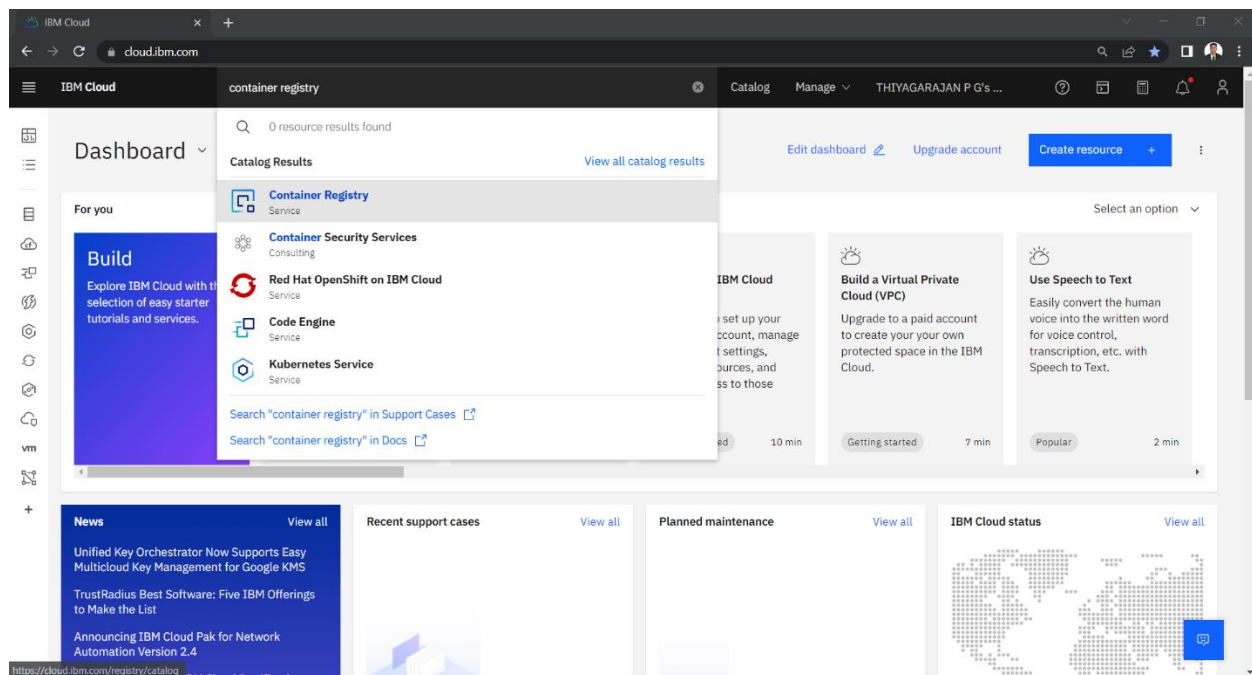 IBM Cloud
cloud.ibm.com
IBM Cloud
container registry
Catalog
Manage
THIYAGARAJAN P G's ...
0 resource results found
Catalog Results
View all catalog results
Container Registry
Service
Container Security Services
Consulting
Red Hat OpenShift on IBM Cloud
Service
Code Engine
Service
Kubernetes Service
Service
Search "container registry" in Support Cases
Search "container registry" in Docs
Dashboard
Edit dashboard
Upgrade account
Create resource +
For you
Select an option
Build
Explore IBM Cloud with th
selection of easy starter
tutorials and services.
IBM Cloud
set up your
ccount, manage
t settings,
ources, and
ss to those
ed
10 min
Build a Virtual Private
Cloud (VPC)
Upgrade to a paid account
to create your your own
protected space in the IBM
Cloud.
Getting started
7 min
Use Speech to Text
Easily convert the human
voice into the written word
for voice control,
transcription, etc. with
Speech to Text.
Popular
2 min
vm
News
View all
Unified Key Orchestrator Now Supports Easy
Multicloud Key Management for Google KMS
TrustRadius Best Software: Five IBM Offerings
to Make the List
Announcing IBM Cloud Pak for Network
Automation Version 2.4
Recent support cases
View all
Planned maintenance
View all
IBM Cloud status
View all
https://cloud.ibm.com/registry/catalog